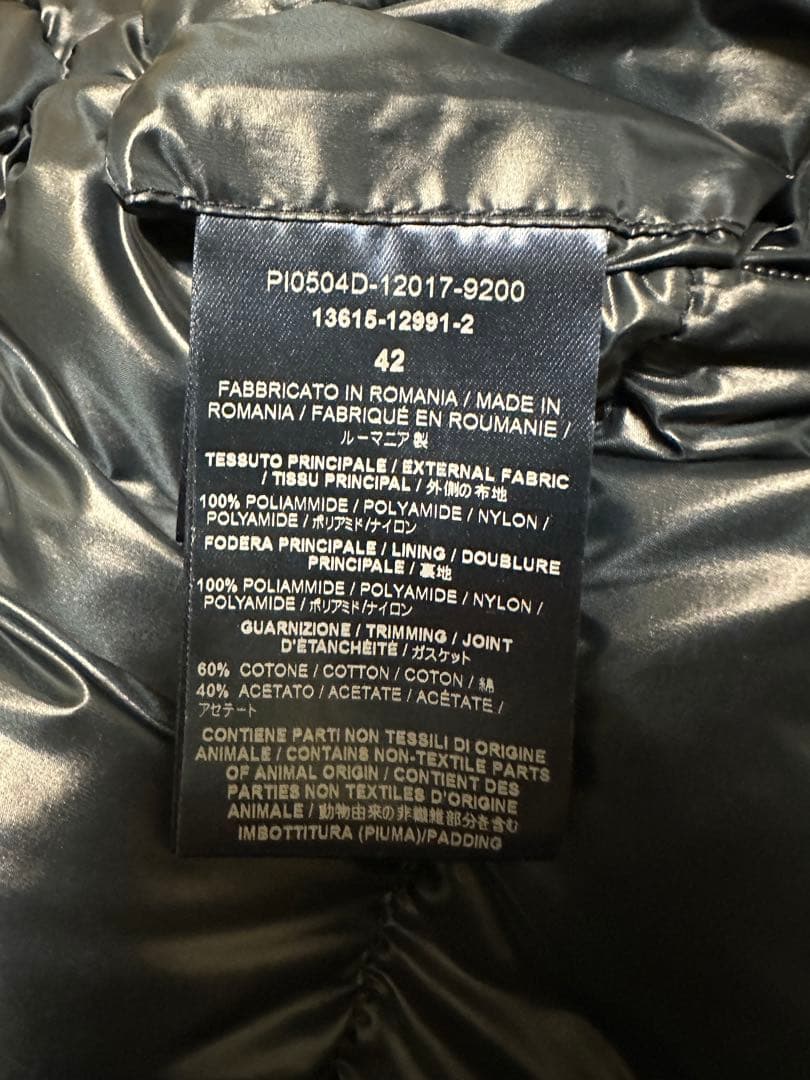 PI0504D-12017-9200
13615-12991-2
42
FABBRICATO IN ROMANIA / MADE IN
ROMANIA / FABRIQUÉ EN ROUMANIE /
ルーマニア製
TESSUTO PRINCIPALE / EXTERNAL FABRIC
/ TISSU PRINCIPAL / 外側の布地
100% POLIAMMIDE / POLYAMIDE / NYLON /
POLYAMIDE / ポリアミド/ナイロン
FODERA PRINCIPALE / LINING / DOUBLURE
PRINCIPALE / 裏地
100% POLIAMMIDE / POLYAMIDE / NYLON /
POLYAMIDE / ポリアミド/ナイロン
GUARNIZIONE / TRIMMING / JOINT
D'ÉTANCHÉITÉ / ガスケット
60% COTONE / COTTON / COTON / 綿
40% ACETATO / ACETATE / ACÉTATE /
アセテート
CONTIENE PARTI NON TESSILI DI ORIGINE
ANIMALE / CONTAINS NON-TEXTILE PARTS
OF ANIMAL ORIGIN / CONTIENT DES
PARTIES NON TEXTILES D'ORIGINE
ANIMALE / 動物由来の非繊維部分を含む
IMBOTTITURA (PIUMA)/PADDING